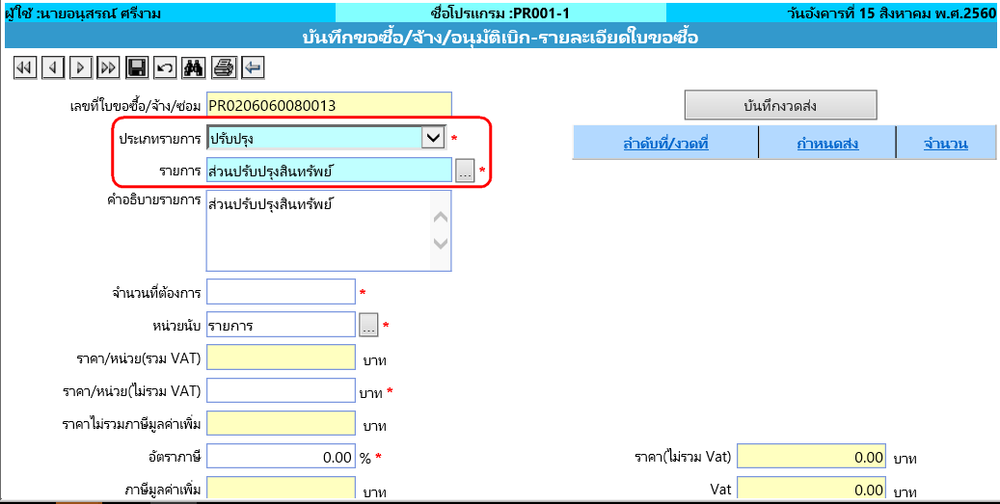 ผู้ใช้ :นายอนุสรณ์ ศรีงาม ชื่อโปรแกรม :PR001-1 วันอังคารที่ 15 สิงหาคม พ.ศ.2560
บันทึกขอซื้อ/จ้าง/อนุมัติเบิก-รายละเอียดใบขอซื้อ
เลขที่ใบขอซื้อ/จ้าง/ซ่อม PR0206060080013 บันทึกงวดส่ง
ประเภทรายการ ปรับปรุง * ลำดับที่/งวดที่ กำหนดส่ง จำนวน
รายการ ส่วนปรับปรุงสินทรัพย์ ... *
คำอธิบายรายการ ส่วนปรับปรุงสินทรัพย์
จำนวนที่ต้องการ *
หน่วยนับ รายการ ... *
ราคา/หน่วย(รวม VAT) บาท
ราคา/หน่วย(ไม่รวม VAT) บาท *
ราคาไม่รวมภาษีมูลค่าเพิ่ม บาท
อัตราภาษี 0.00 % * ราคา(ไม่รวม Vat) 0.00 บาท
ภาษีมูลค่าเพิ่ม บาท Vat 0.00 บาท